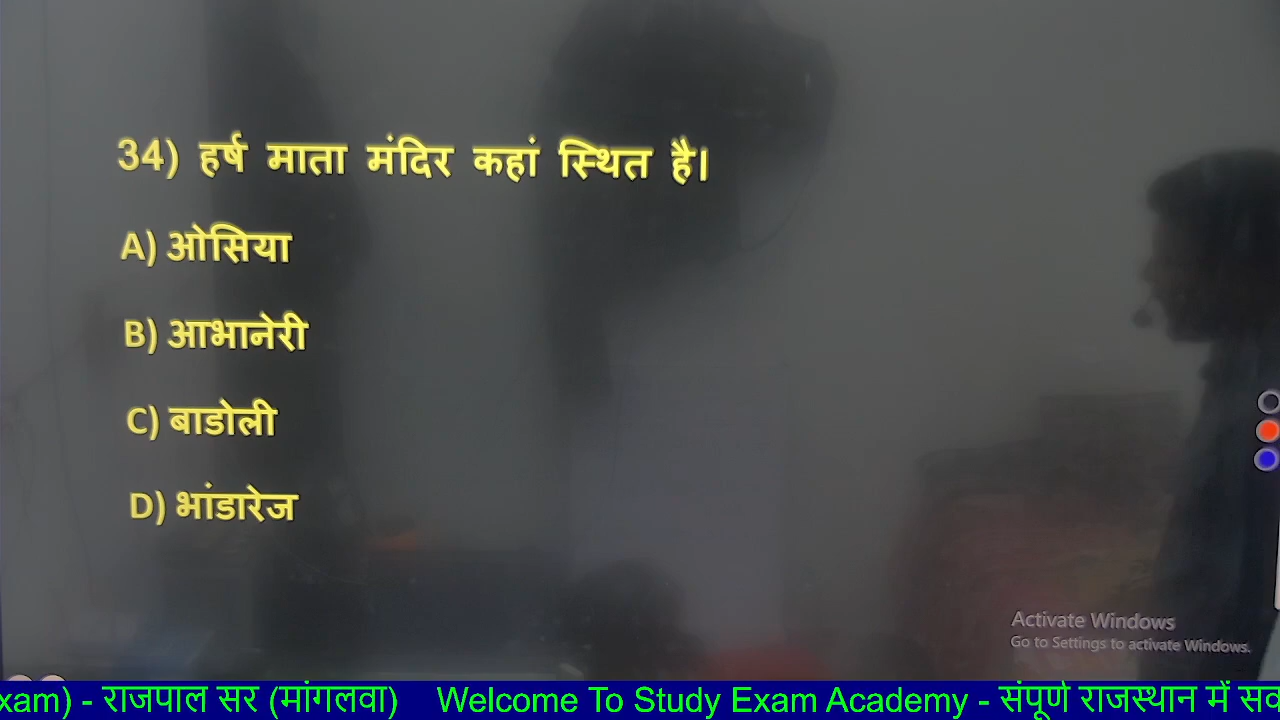 34) हर्ष माता मंदिर कहां स्थित है।
A) ओसिया
B) आभानेरी
C) बाडोली
D) भांडारेज
Activate Windows
Go to Settings to activate Windows.
xam) - राजपाल सर (मांगलवा) Welcome To Study Exam Academy - संपूर्ण राजस्थान में